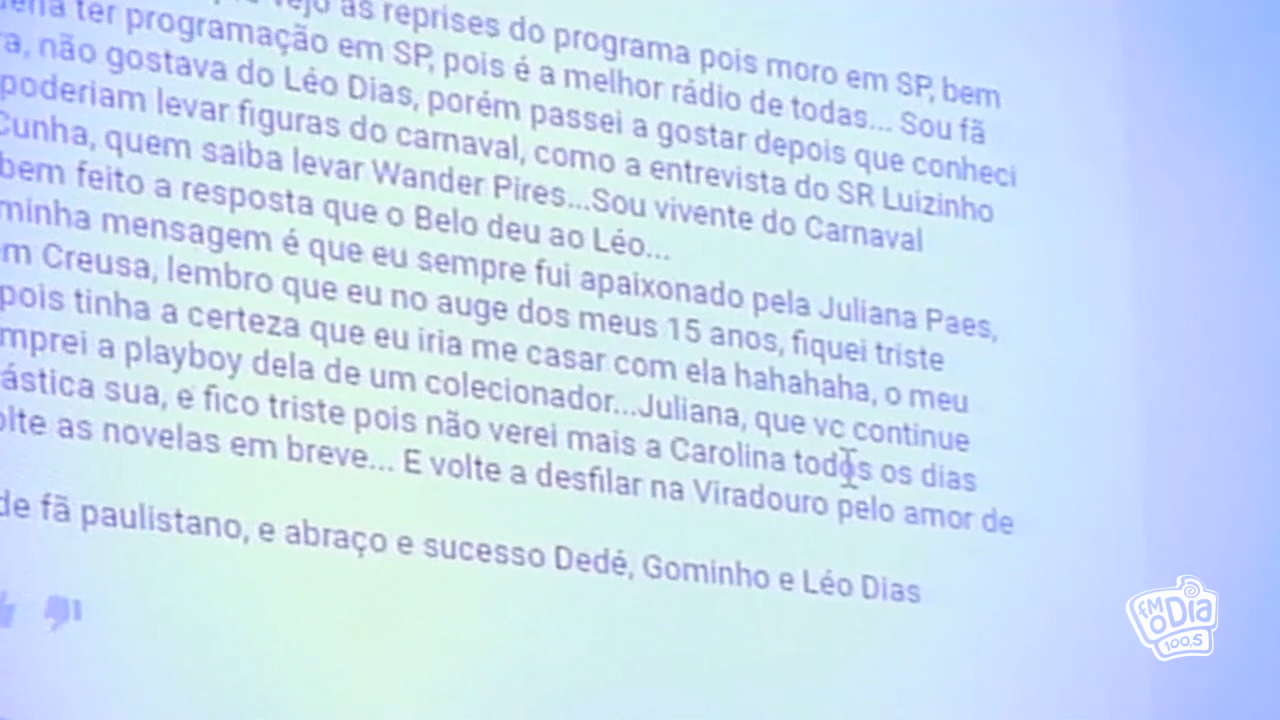 vejo as reprises do programa pois moro em SP, bem
ter programação em SP, pois é a melhor rádio de todas... Sou fã
não gostava do Léo Dias, porém passei a gostar depois que conheci
poderiam levar figuras do carnaval, como a entrevista do SR Luizinho
Cunha, quem saiba levar Wander Pires...Sou vivente do Carnaval
bem feito a resposta que o Belo deu ao Léo...
minha mensagem é que eu sempre fui apaixonado pela Juliana Paes,
Creusa, lembro que eu no auge dos meus 15 anos, fiquei triste
pois tinha a certeza que eu iria me casar com ela hahahaha, o meu
mprei a playboy dela de um colecionador...Juliana, que vc continue
ástica sua, e fico triste pois não verei mais a Carolina todos os dias
olte as novelas em breve... E volte a desfilar na Viradouro pelo amor de
de fã paulistano, e abraço e sucesso Dedé, Gominho e Léo Dias
FM O DIA
100,5